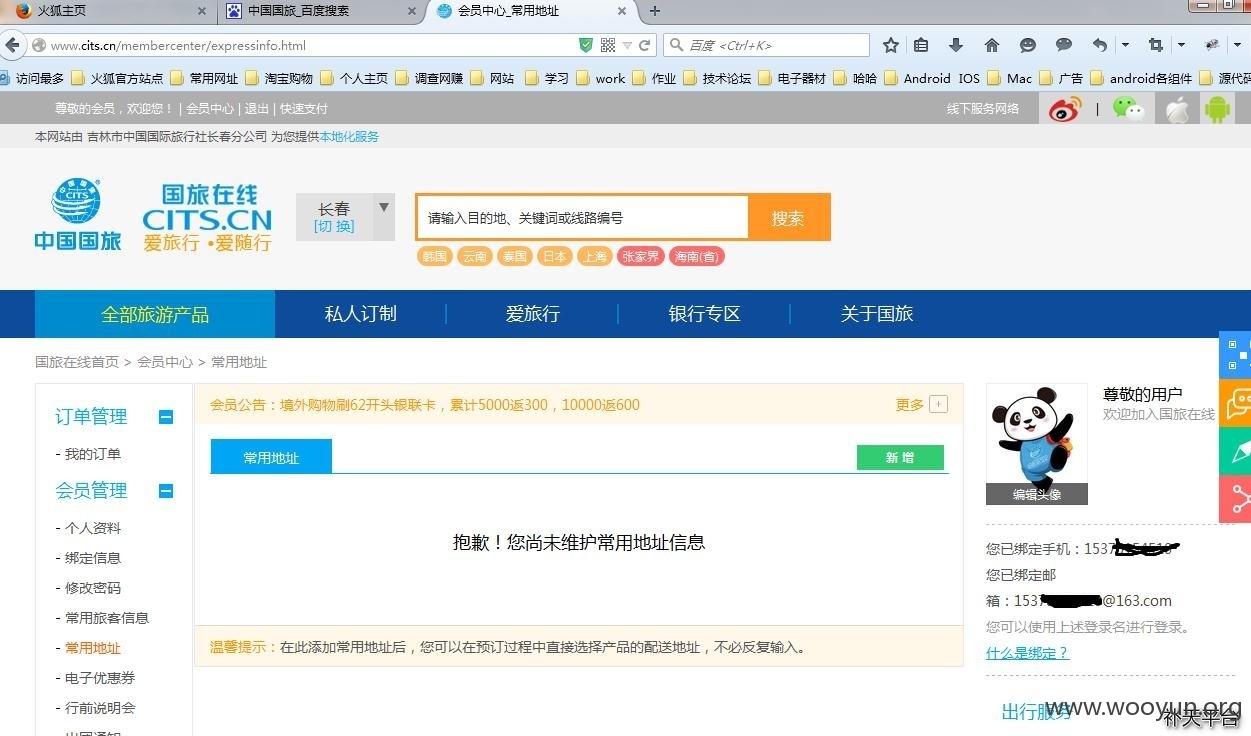 火狐主页 中国国旅_百度搜索 会员中心_常用地址
www.cits.cn/membercenter/expressinfo.html 百度 <Ctrl+K>
访问最多 火狐官方站点 常用网址 淘宝购物 个人主页 调查网赚 网站 学习 work 作业 技术论坛 电子器材 哈哈 Android IOS Mac 广告 android各组件 源代码
尊敬的会员，欢迎您！ | 会员中心 | 退出 | 快速支付 线下服务网络 |
本网站由 吉林市中国国际旅行社长春分公司 为您提供本地化服务
CITS
中国国旅
国旅在线
CITS.CN
爱旅行·爱随行
长春
[切 换]
请输入目的地、关键词或线路编号 搜索
韩国 云南 泰国 日本 上海 张家界 海南(省)
全部旅游产品 私人订制 爱旅行 银行专区 关于国旅
国旅在线首页 > 会员中心 > 常用地址
订单管理
- 我的订单
会员管理
- 个人资料
- 绑定信息
- 修改密码
- 常用旅客信息
- 常用地址
- 电子优惠券
- 行前说明会
会员公告：境外购物刷62开头银联卡，累计5000返300，10000返600 更多 +
常用地址 新 增
抱歉！您尚未维护常用地址信息
温馨提示：在此添加常用地址后，您可以在预订过程中直接选择产品的配送地址，不必反复输入。
编辑头像
尊敬的用户
欢迎加入国旅在线
您已绑定手机：1537
您已绑定邮
箱：1537 @163.com
您可以使用上述登录名进行登录。
什么是绑定？
出行服务
www.wooyun.org
补天平台